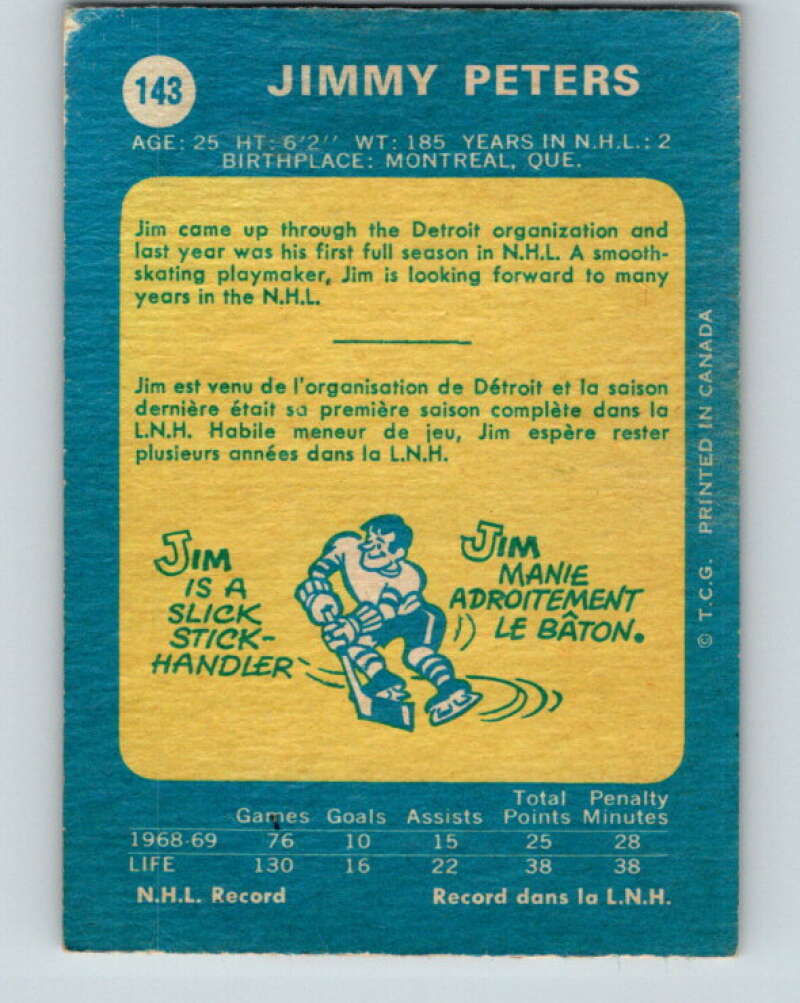 143
JIMMY PETERS
AGE: 25 HT: 6'2" WT: 185 YEARS IN N.H.L.: 2
BIRTHPLACE: MONTREAL, QUE.
Jim came up through the Detroit organization and
last year was his first full season in N.H.L. A smooth-
skating playmaker, Jim is looking forward to many
years in the N.H.L.
Jim est venu de l'organisation de Détroit et la saison
dernière était sa première saison complète dans la
L.N.H. Habile meneur de jeu, Jim espère rester
plusieurs années dans la L.N.H.
JIM
IS A
SLICK
STICK-
HANDLER
JIM
MANIE
ADROITEMENT
LE BÂTON.
© T.C.G. PRINTED IN CANADA
Total Penalty
Games Goals Assists Points Minutes
1968-69 76 10 15 25 28
LIFE 130 16 22 38 38
N.H.L. Record Record dans la L.N.H.